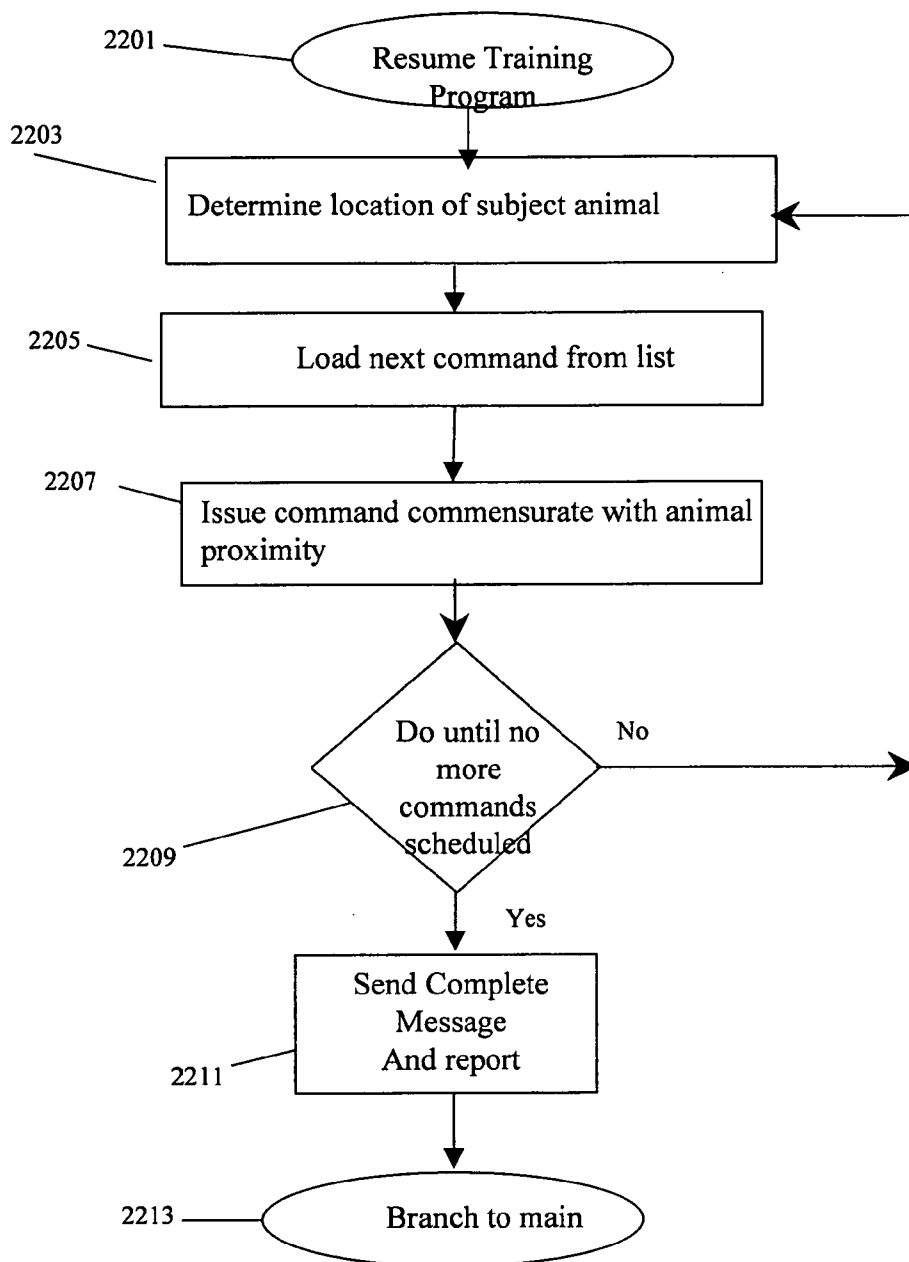 2201
Resume Training
Program
2203
Determine location of subject animal
2205
Load next command from list
2207
Issue command commensurate with animal
proximity
Do until no
more
commands
scheduled
No
2209
Yes
Send Complete
Message
And report
2211
2213
Branch to main